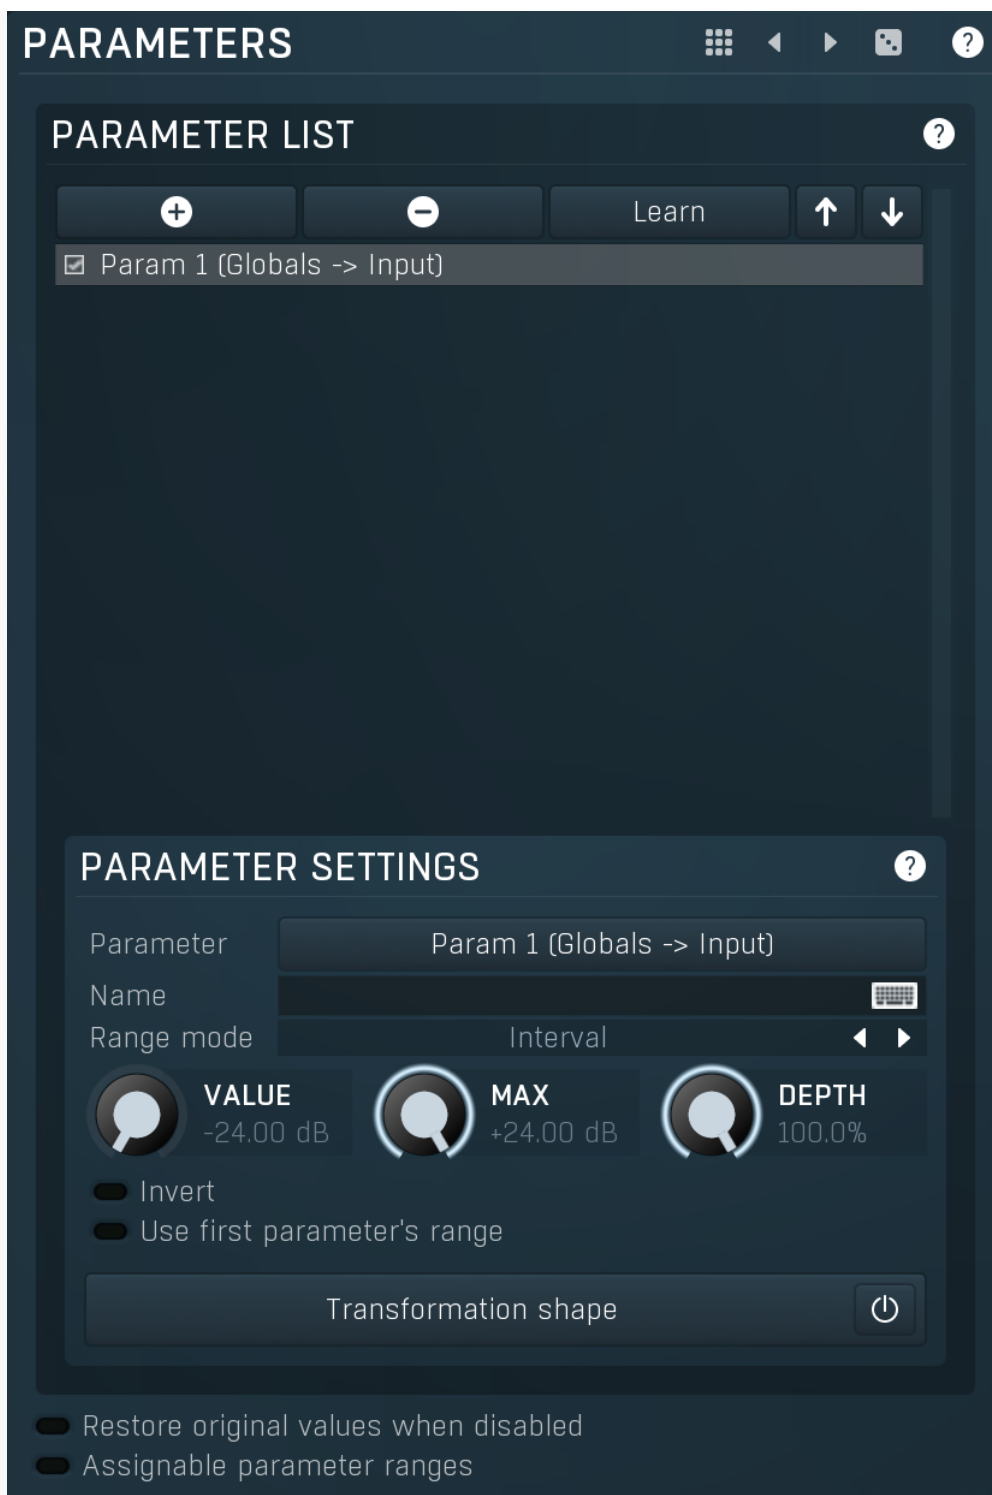 PARAMETERS ?
PARAMETER LIST ?
Learn
Param 1 (Globals -> Input)
PARAMETER SETTINGS ?
Parameter Param 1 (Globals -> Input)
Name
Range mode Interval
VALUE MAX DEPTH
-24.00 dB +24.00 dB 100.0%
Invert
Use first parameter's range
Transformation shape
Restore original values when disabled
Assignable parameter ranges